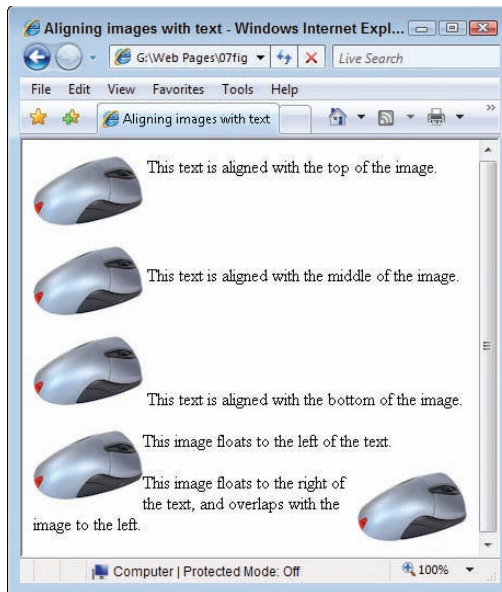 Aligning images with text - Windows Internet Expl...
G:\Web Pages\07fig
Live Search
File Edit View Favorites Tools Help
Aligning images with text
This text is aligned with the top of the image.
This text is aligned with the middle of the image.
This text is aligned with the bottom of the image.
This image floats to the left of the text.
This image floats to the right of
the text, and overlaps with the
image to the left.
Computer | Protected Mode: Off
100%